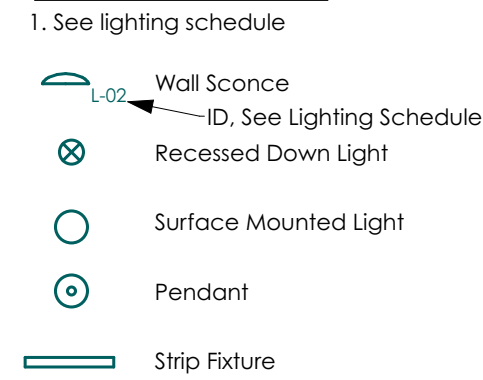 1. See lighting schedule
Wall Sconce
L-02
ID, See Lighting Schedule
Recessed Down Light
Surface Mounted Light
Pendant
Strip Fixture